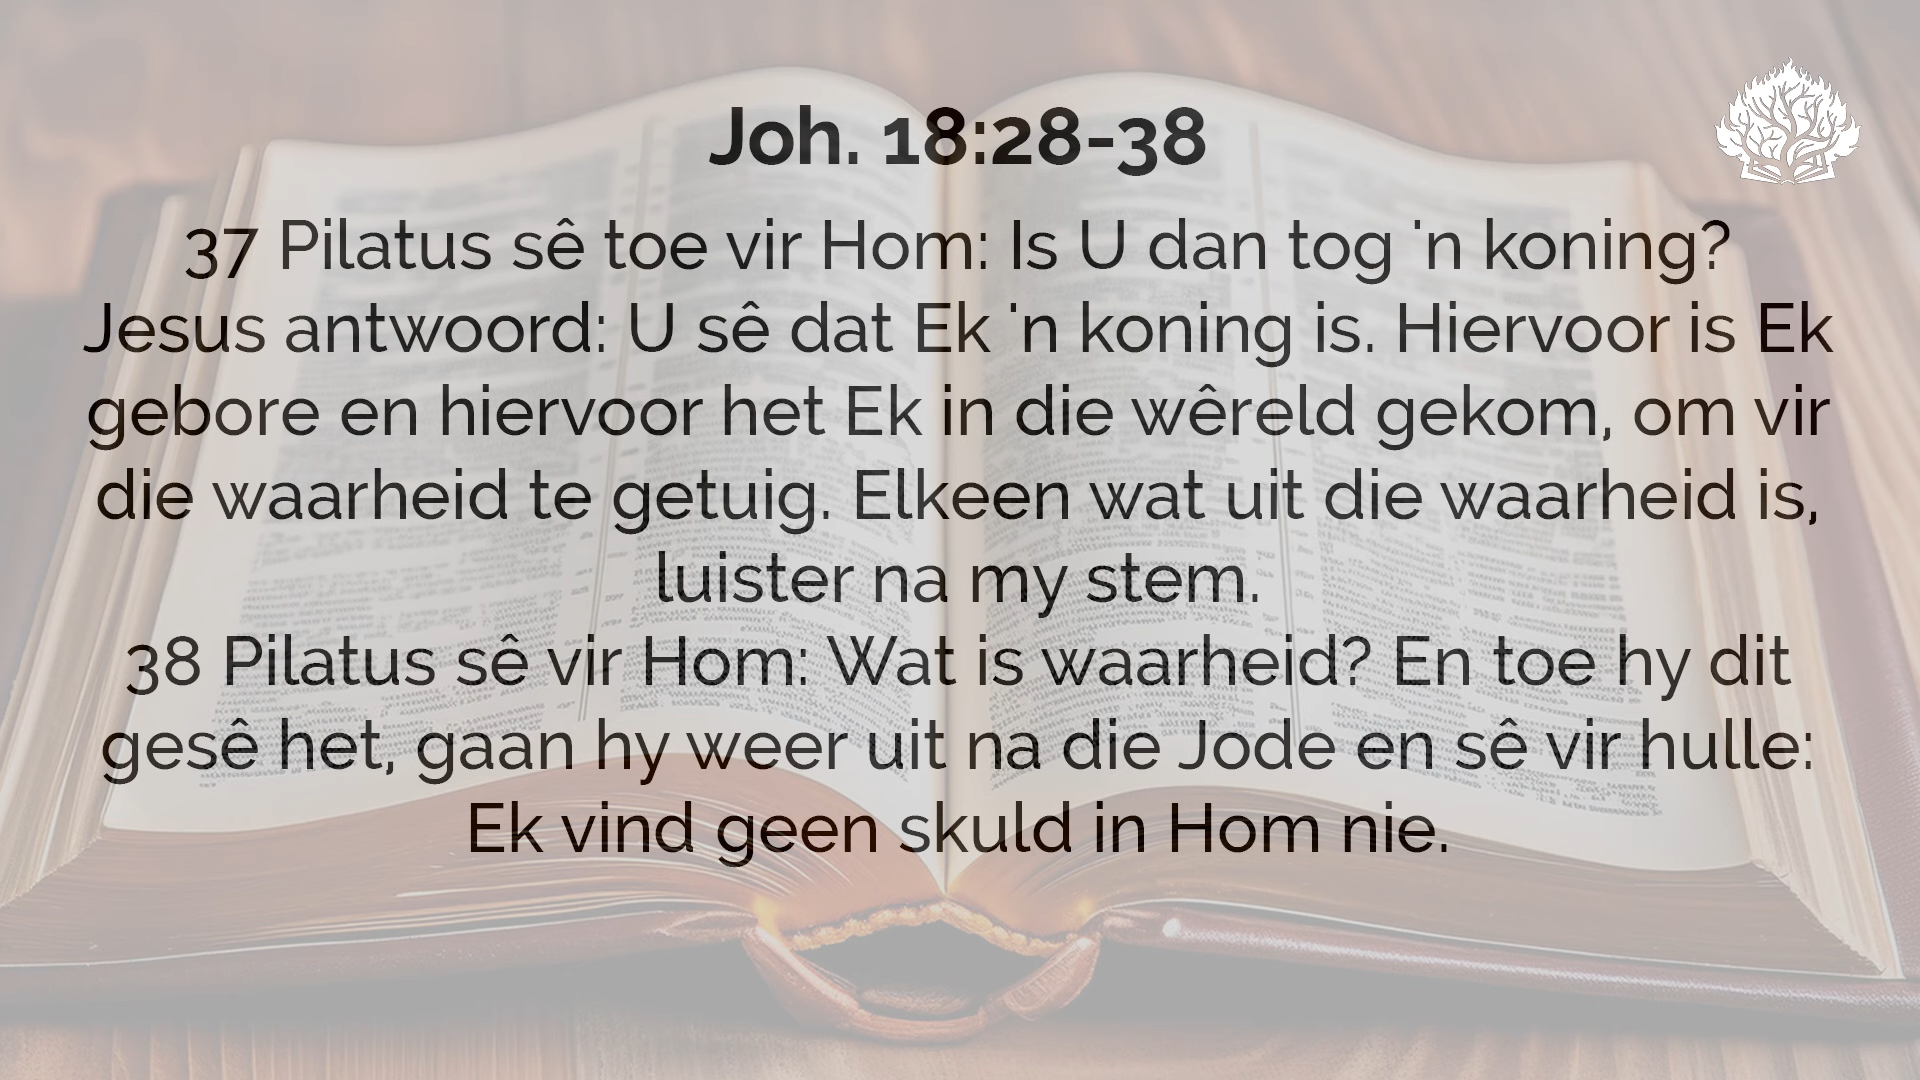 Joh. 18:28-38
37 Pilatus sê toe vir Hom: Is U dan tog 'n koning?
Jesus antwoord: U sê dat Ek 'n koning is. Hiervoor is Ek
gebore en hiervoor het Ek in die wêreld gekom, om vir
die waarheid te getuig. Elkeen wat uit die waarheid is,
luister na my stem.
38 Pilatus sê vir Hom: Wat is waarheid? En toe hy dit
gesê het, gaan hy weer uit na die Jode en sê vir hulle:
Ek vind geen skuld in Hom nie.